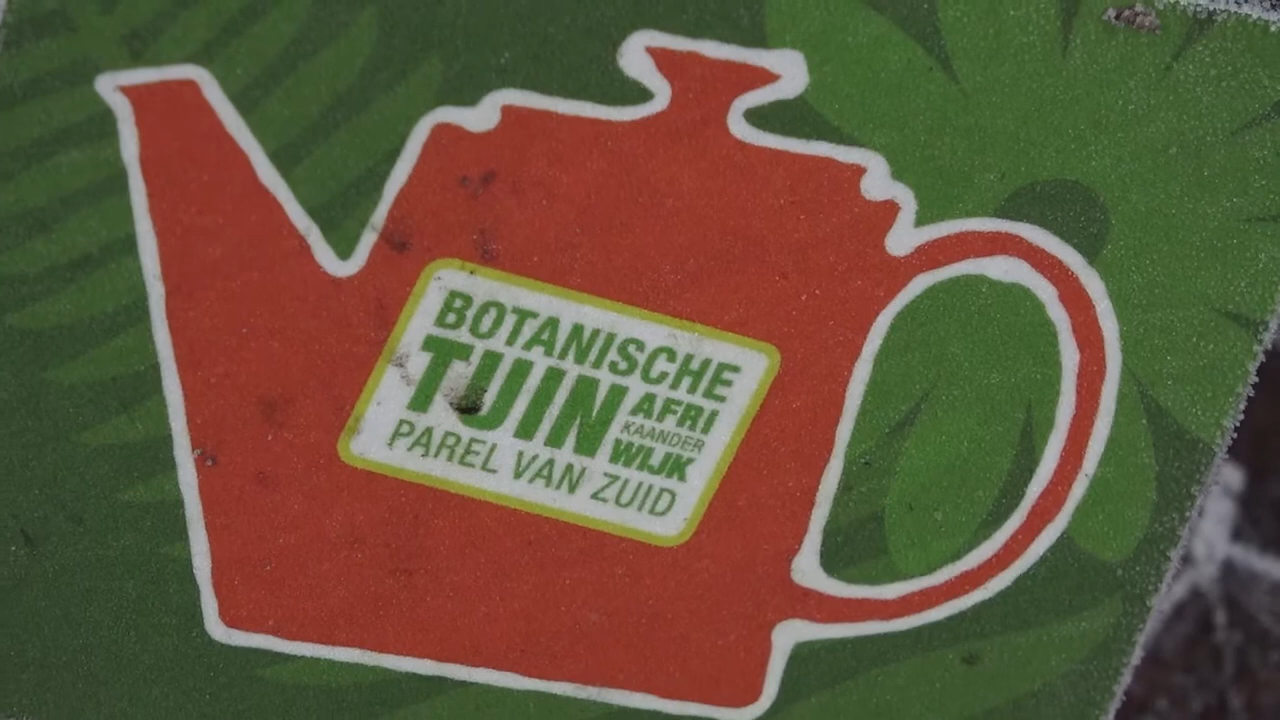 BOTANISCHE
TUIN
AFRI
KAANDER
WIJK
PAREL VAN ZUID